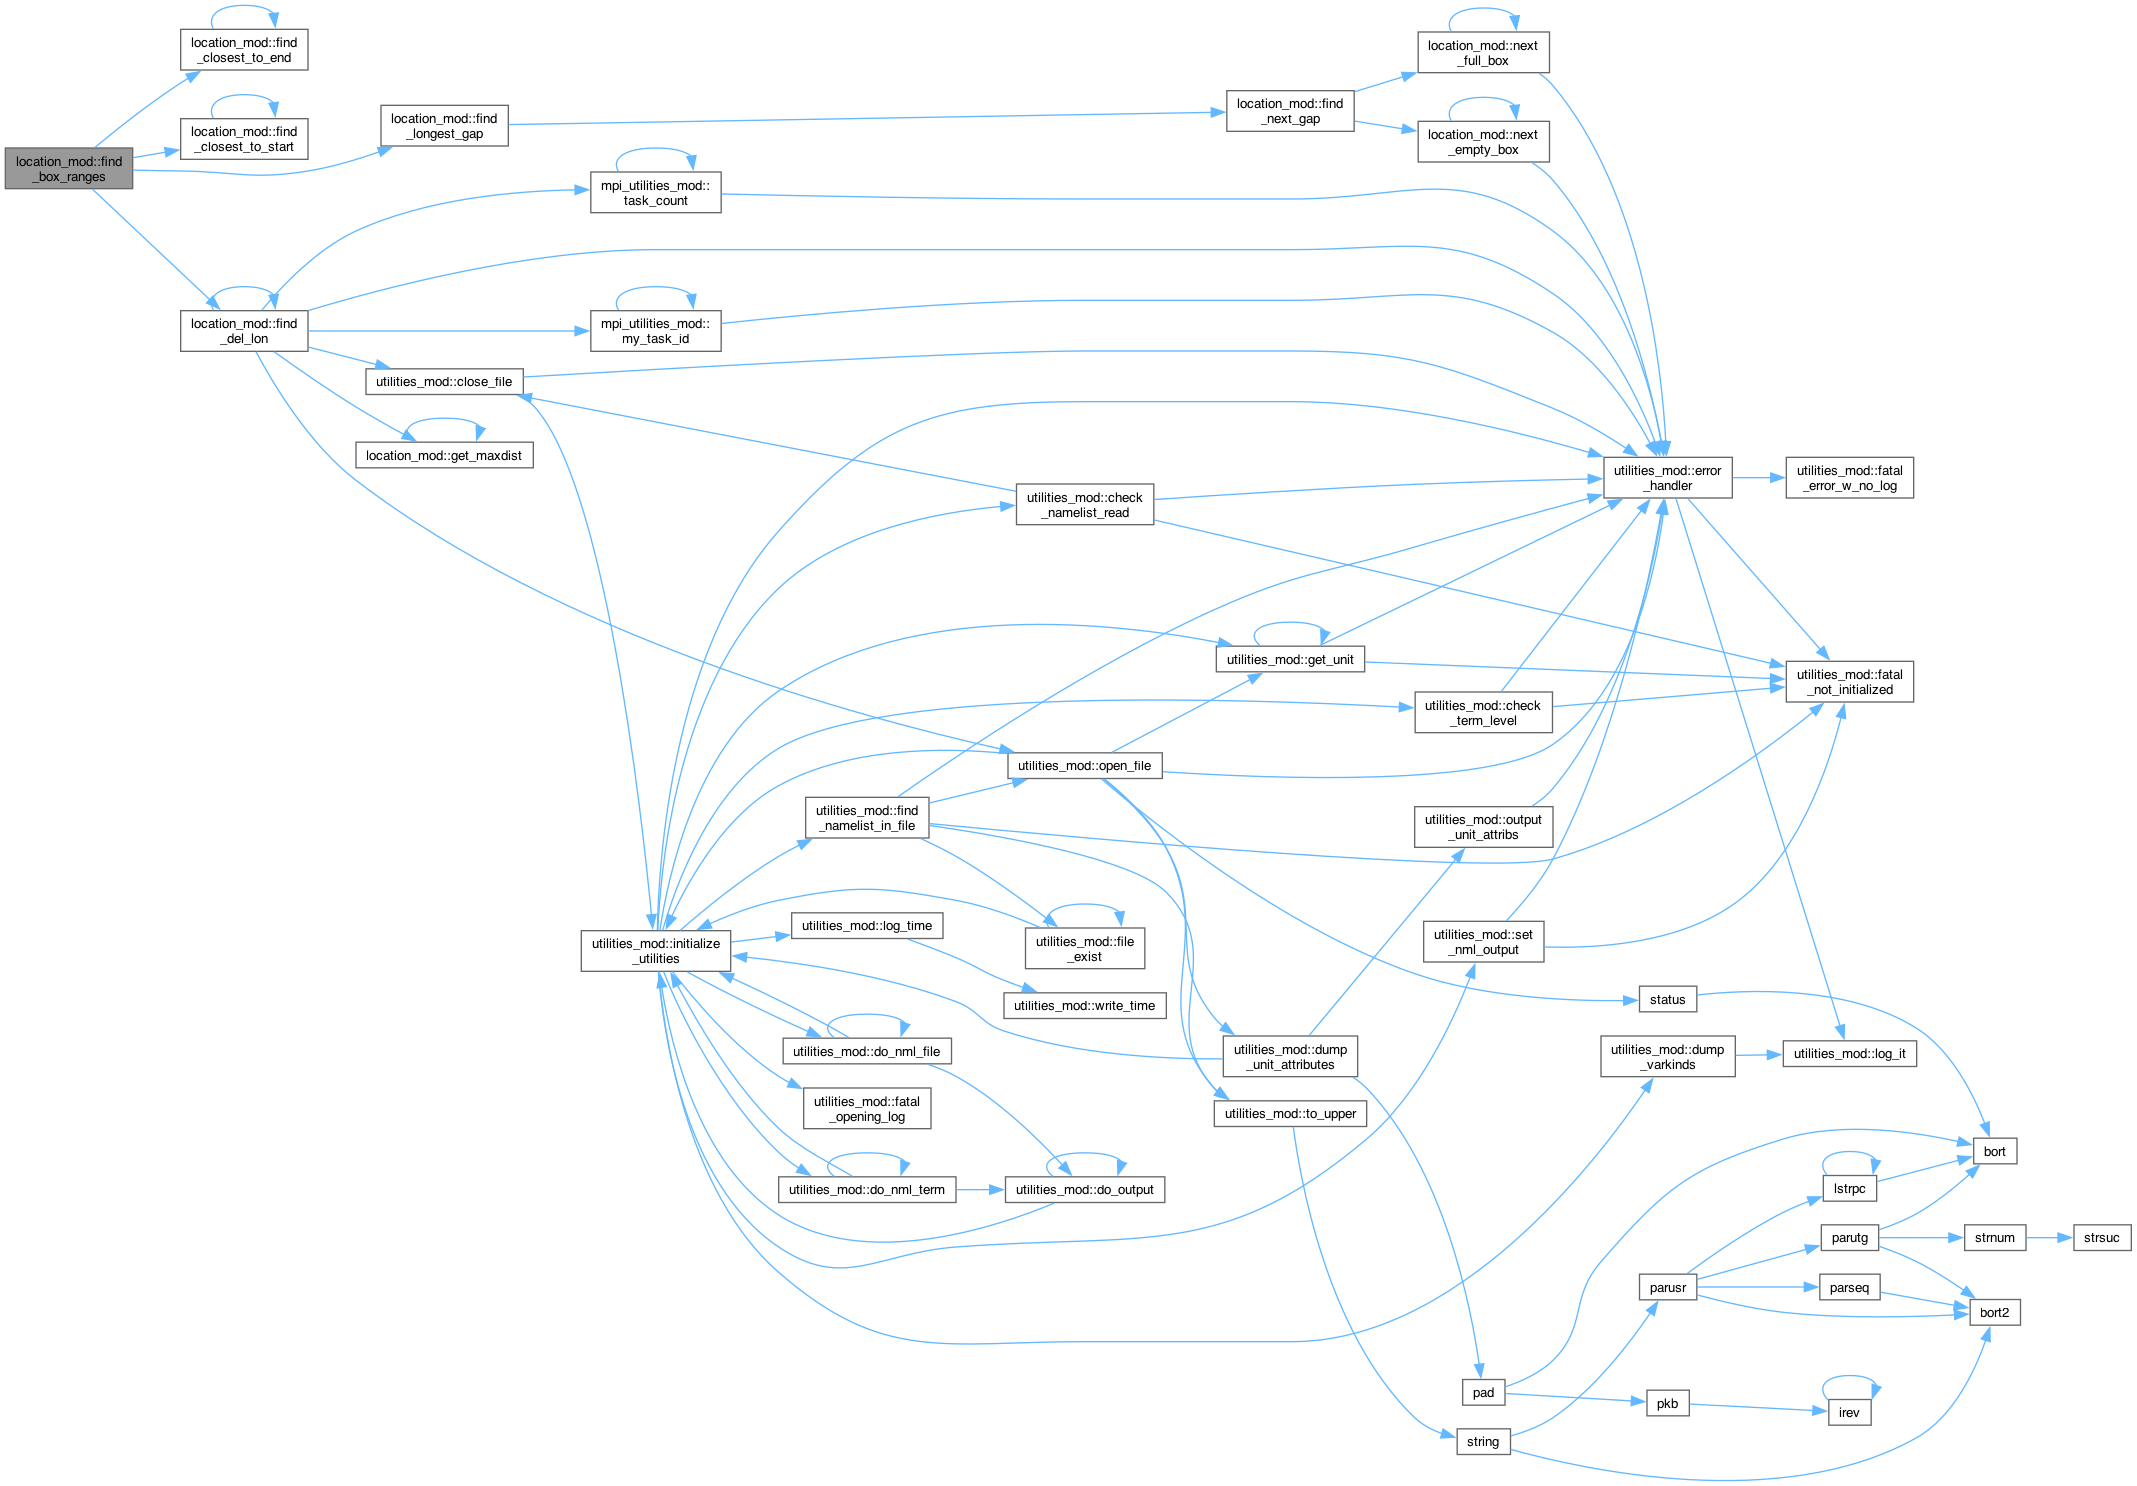 location_mod::find
_box_ranges
location_mod::find
_closest_to_end
location_mod::find
_closest_to_start
location_mod::find
_del_lon
location_mod::find
_longest_gap
utilities_mod::close_file
location_mod::get_maxdist
mpi_utilities_mod::
task_count
mpi_utilities_mod::
my_task_id
utilities_mod::initialize
_utilities
utilities_mod::find
_namelist_in_file
utilities_mod::log_time
utilities_mod::do_nml_file
utilities_mod::fatal
_opening_log
utilities_mod::do_nml_term
utilities_mod::check
_namelist_read
utilities_mod::open_file
utilities_mod::file
_exist
utilities_mod::write_time
utilities_mod::do_output
location_mod::find
_next_gap
utilities_mod::get_unit
utilities_mod::dump
_unit_attributes
utilities_mod::to_upper
location_mod::next
_full_box
location_mod::next
_empty_box
utilities_mod::check
_term_level
utilities_mod::output
_unit_attribs
utilities_mod::set
_nml_output
pad
string
utilities_mod::error
_handler
status
utilities_mod::dump
_varkinds
parusr
pkb
utilities_mod::fatal
_error_w_no_log
utilities_mod::fatal
_not_initialized
utilities_mod::log_it
lstrpc
parutg
parseq
irev
bort
strnum
bort2
strsuc